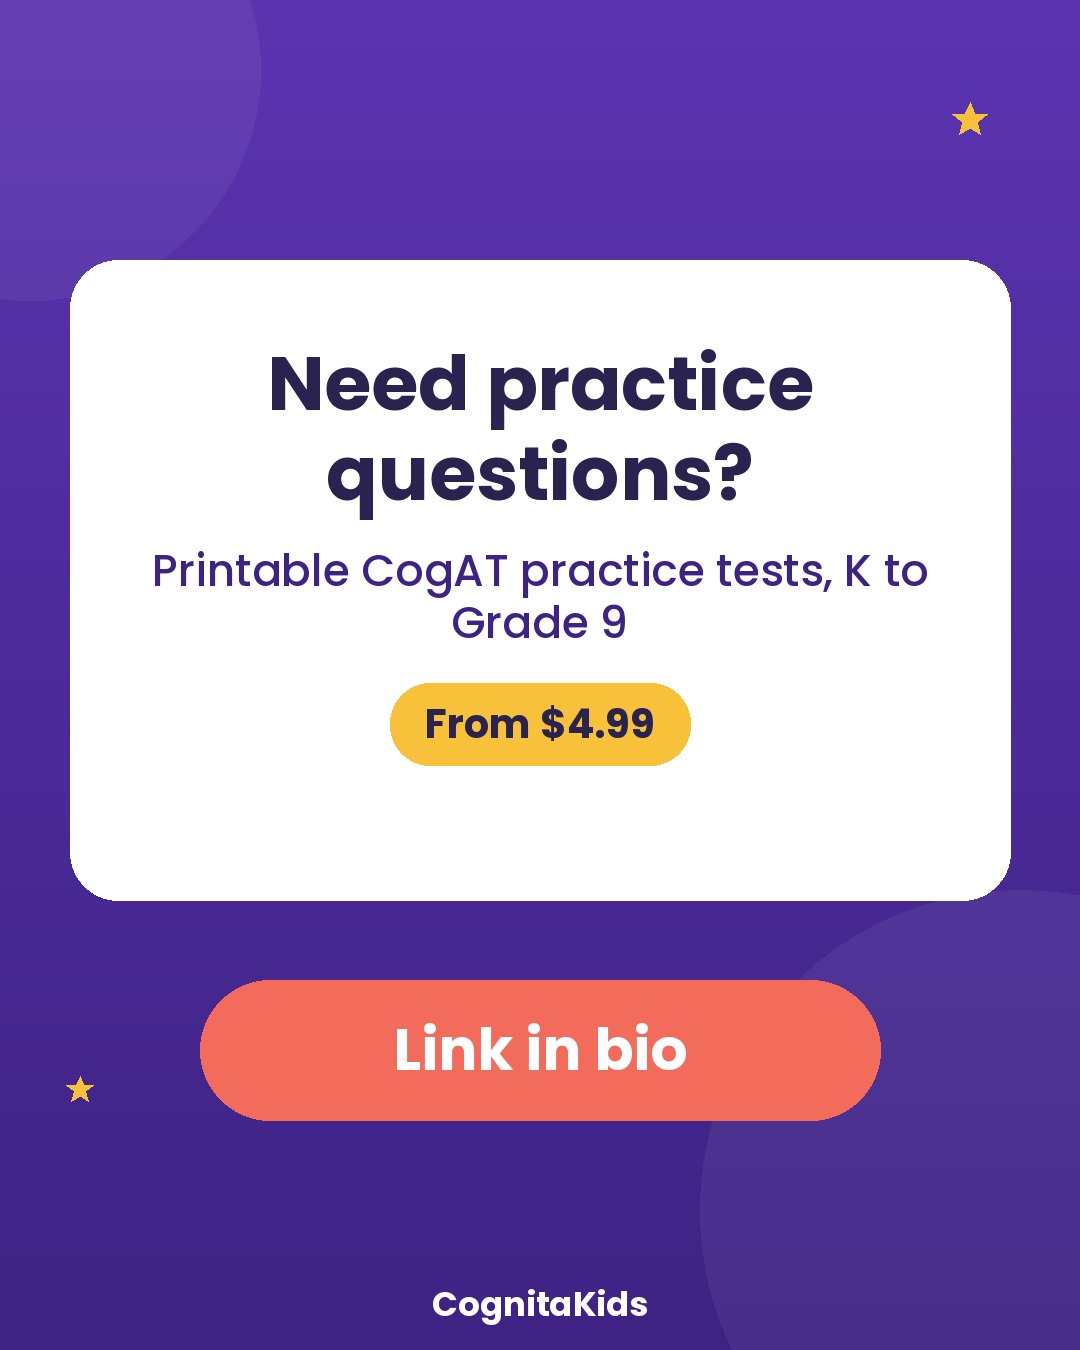 Need practice
questions?
Printable CogAT practice tests, K to
Grade 9
From $4.99
Link in bio
CognitaKids